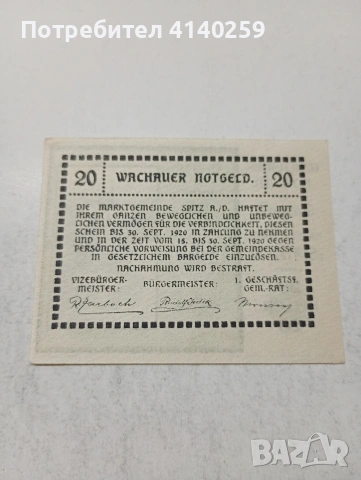 Потребител 4140259
20 WACHAUER NOTGELD. 20
DIE MARKTGEMEINDE SPITZ A./D. HAFTET MIT
IHREM GANZEN BEWEGLICHEN UND UNBEWEG-
LICHEN VERMÖGEN FÜR DIE VERBINDLICHKEIT, DIESEN
SCHEIN BIS 30. SEPT. 1920 IN ZAHLUNG ZU NEHMEN
UND IN DER ZEIT VOM 15. BIS 30. SEPT. 1920 GEGEN
PERSÖNLICHE VORWEISUNG BEI DER GEMEINDEKASSE
IN GESETZLICHEM BARGELDE EINZULÖSEN.
NACHAHMUNG WIRD BESTRAFT.
VIZEBÜRGER- BÜRGERMEISTER: 1. GESCHÄFTSF.
MEISTER: GEM.-RAT:
bazar